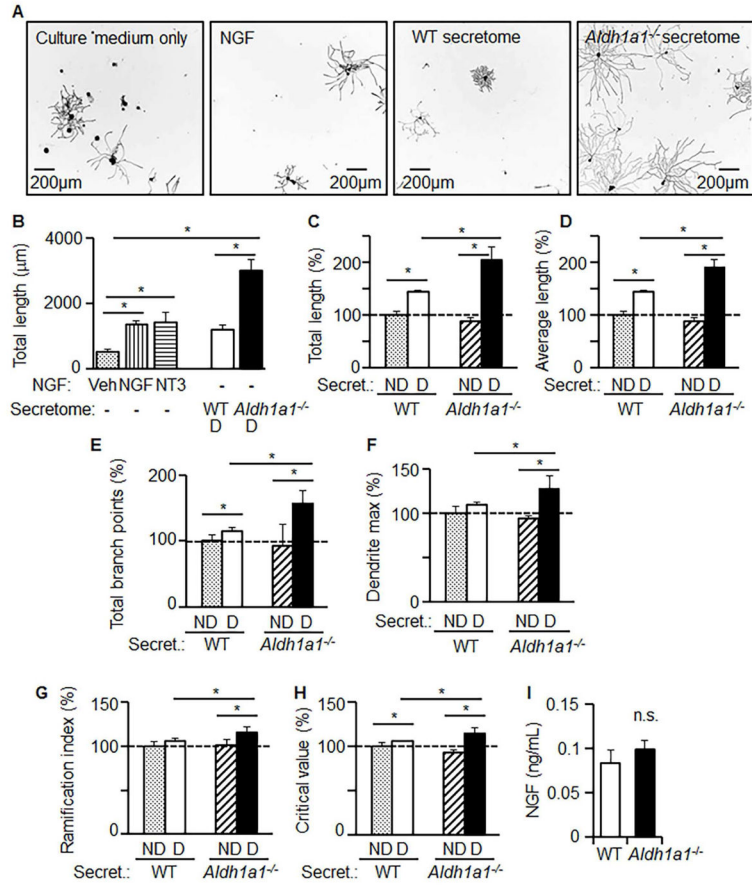 A
Culture medium only
NGF
WT secretome
Aldh1a1-/- secretome
200µm
200µm
200µm
200µm
B
Total length (µm)
4000
2000
0
*
*
*
*
NGF: Veh NGF NT3 - -
Secretome: - - - WT Aldh1a1-/-
D D
C
Total length (%)
200
100
0
*
*
*
Secret.: ND D ND D
WT Aldh1a1-/-
D
Average length (%)
200
100
0
*
*
*
Secret.: ND D ND D
WT Aldh1a1-/-
E
Total branch points (%)
200
100
0
*
*
*
ND D ND D
Secret.: WT Aldh1a1-/-
F
Dendrite max (%)
150
100
0
*
*
ND D ND D
Secret.: WT Aldh1a1-/-
G
Ramification index (%)
150
100
0
*
*
ND D ND D
Secret.: WT Aldh1a1-/-
H
Critical value (%)
150
100
0
*
*
*
ND D ND D
Secret.: WT Aldh1a1-/-
I
NGF (ng/mL)
0.15
0.1
0.05
0
n.s.
WT Aldh1a1-/-